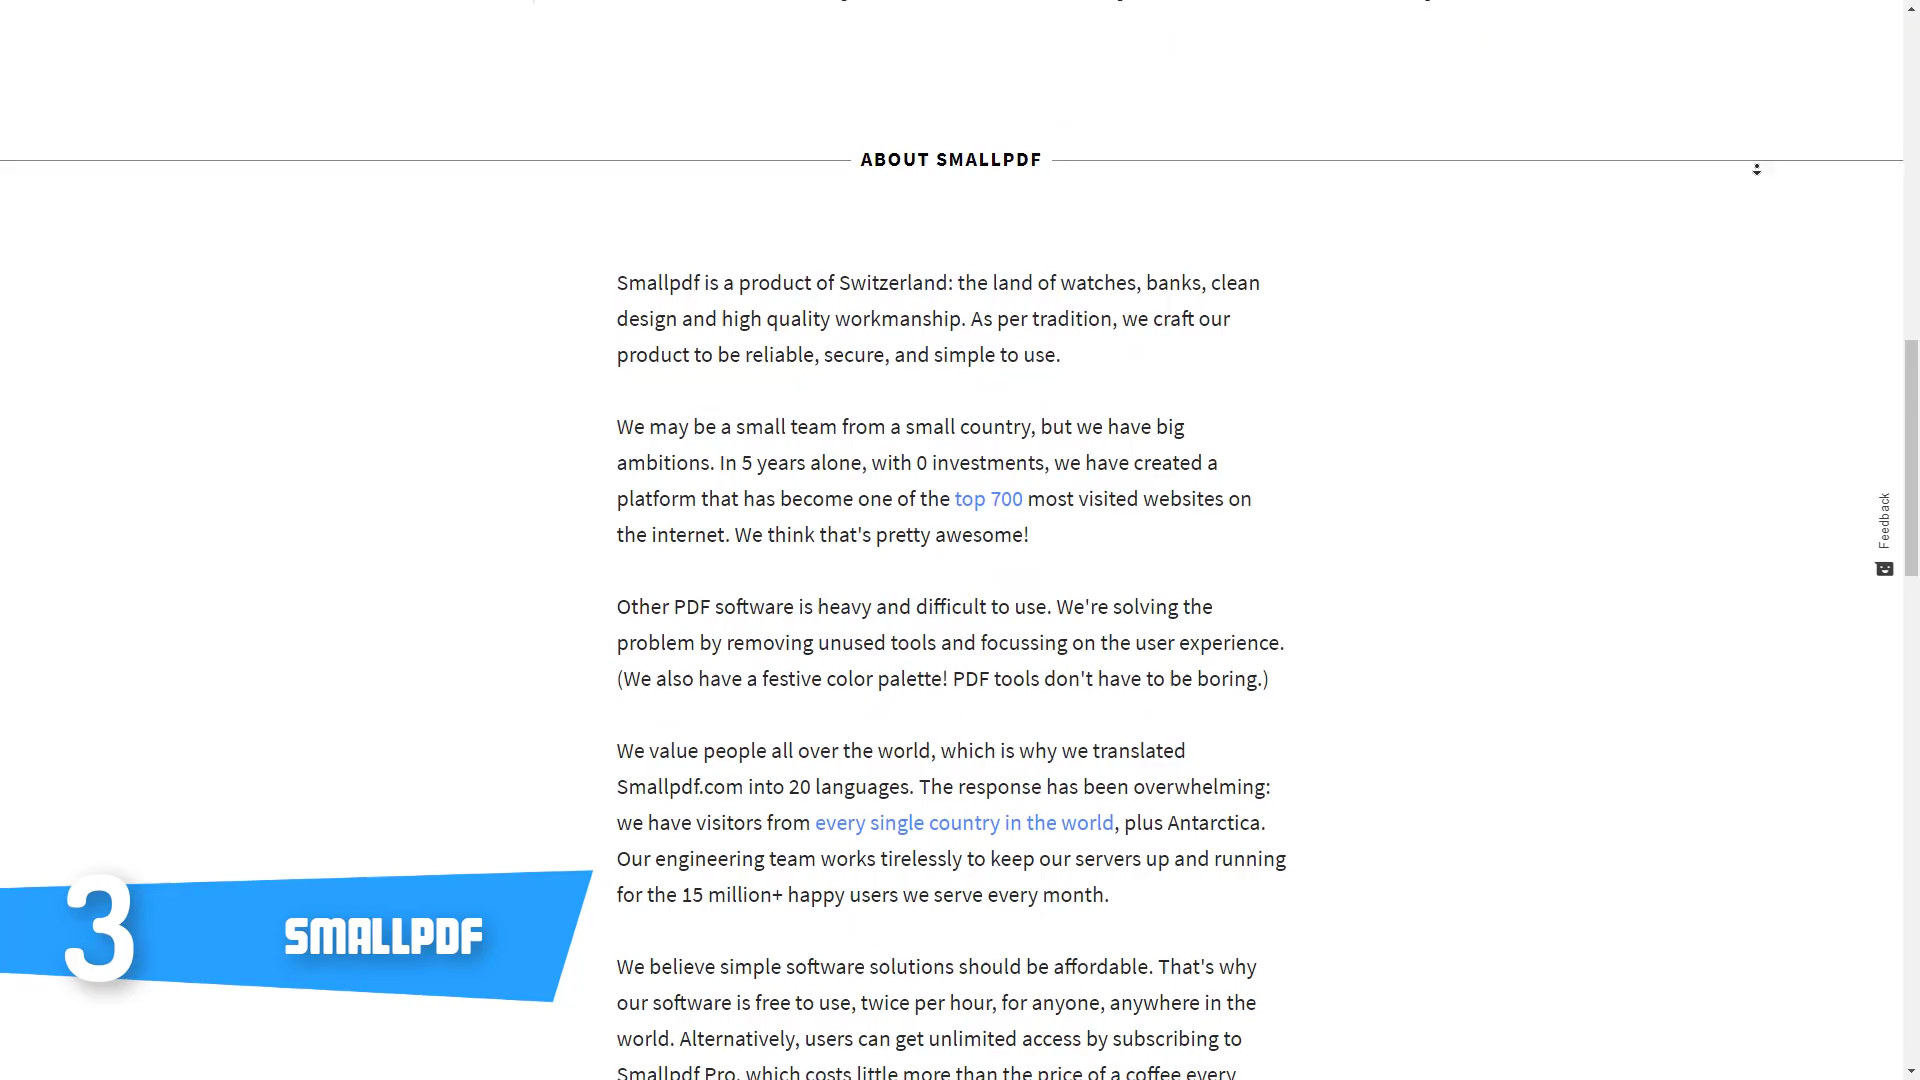 ABOUT SMALLPDF
Smallpdf is a product of Switzerland: the land of watches, banks, clean
design and high quality workmanship. As per tradition, we craft our
product to be reliable, secure, and simple to use.
We may be a small team from a small country, but we have big
ambitions. In 5 years alone, with 0 investments, we have created a
platform that has become one of the top 700 most visited websites on
the internet. We think that's pretty awesome!
Other PDF software is heavy and difficult to use. We're solving the
problem by removing unused tools and focussing on the user experience.
(We also have a festive color palette! PDF tools don't have to be boring.)
We value people all over the world, which is why we translated
Smallpdf.com into 20 languages. The response has been overwhelming:
we have visitors from every single country in the world, plus Antarctica.
Our engineering team works tirelessly to keep our servers up and running
for the 15 million+ happy users we serve every month.
We believe simple software solutions should be affordable. That's why
our software is free to use, twice per hour, for anyone, anywhere in the
world. Alternatively, users can get unlimited access by subscribing to
Smallpdf Pro, which costs little more than the price of a coffee every
Feedback
3 SMALLPDF